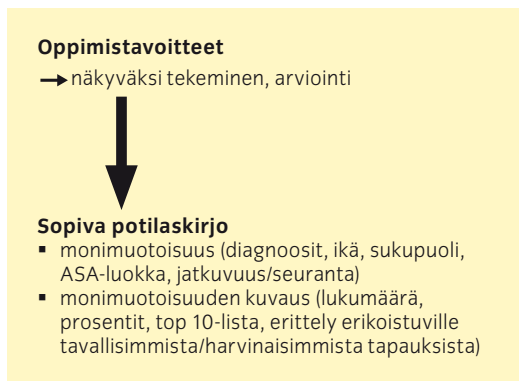 Oppimistavoitteet
→ näkyväksi tekeminen, arviointi
Sopiva potilaskirjo
▪ monimuotoisuus (diagnoosit, ikä, sukupuoli,
ASA-luokka, jatkuvuus/seuranta)
▪ monimuotoisuuden kuvaus (lukumäärä,
prosentit, top 10-lista, erittely erikoistuville
tavallisimmista/harvinaisimmista tapauksista)